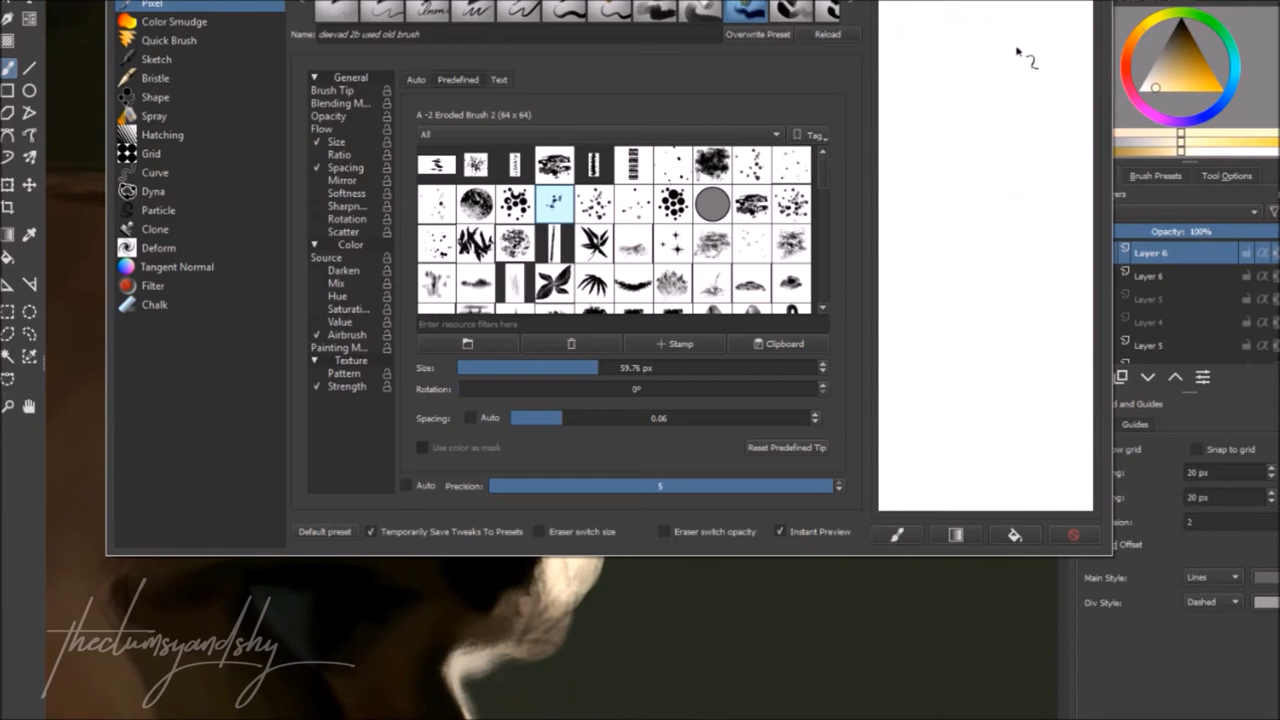 Pixel
Color Smudge
Quick Brush
Sketch
Bristle
Shape
Spray
Hatching
Grid
Curve
Dyna
Particle
Clone
Deform
Tangent Normal
Filter
Chalk
Name: deevad 2b used old brush
Overwrite Preset
Reload
General
Brush Tip
Blending M...
Opacity
Flow
Size
Ratio
Spacing
Mirror
Softness
Sharpn...
Rotation
Scatter
Color
Source
Darken
Mix
Hue
Saturati...
Value
Airbrush
Painting M...
Texture
Pattern
Strength
Auto Predefined Text
A -2 Eroded Brush 2 (64 x 64)
All
Tag
Enter resource filters here
Stamp
Clipboard
Size: 59.76 px
Rotation: 0°
Spacing: Auto 0.06
Use color as mask
Reset Predefined Tip
Auto Precision: 5
Default preset
Temporarily Save Tweaks To Presets
Eraser switch size
Eraser switch opacity
Instant Preview
2
Brush Presets
Tool Options
ers
Opacity: 100%
Layer 6
Layer 6
Layer 5
Layer 4
Layer 5
d and Guides
Guides
ow grid
Snap to grid
ng: 20 px
ng: 20 px
sion: 2
d Offset
Main Style: Lines
Div Style: Dashed
theclumsyandshy